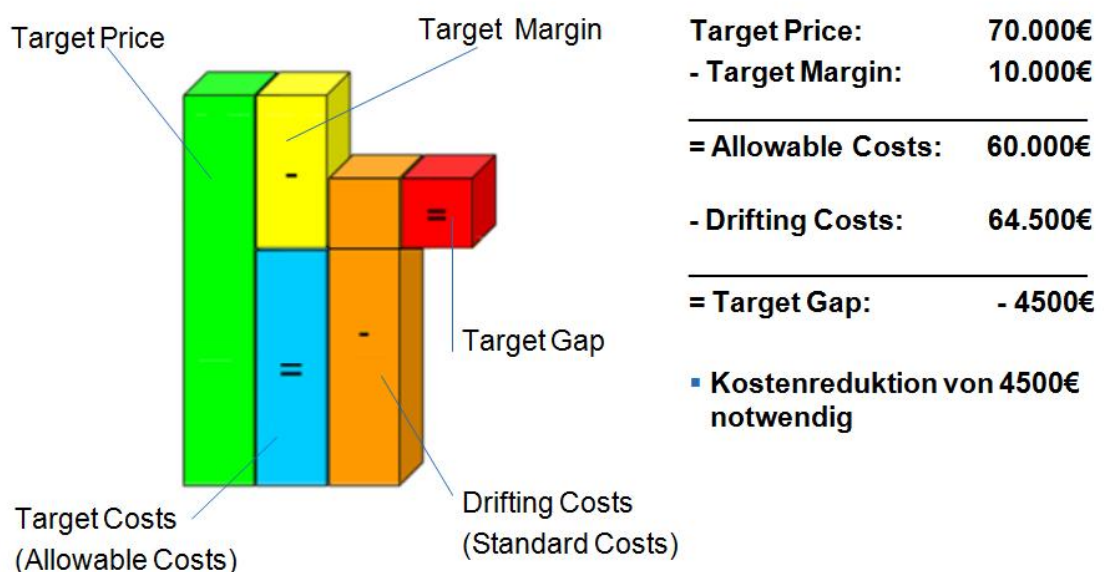 Target Price
Target Margin
-
=
=
-
Target Gap
Target Costs
(Allowable Costs)
Drifting Costs
(Standard Costs)
Target Price: 70.000€
- Target Margin: 10.000€
= Allowable Costs: 60.000€
- Drifting Costs: 64.500€
= Target Gap: - 4500€
▪ Kostenreduktion von 4500€
notwendig